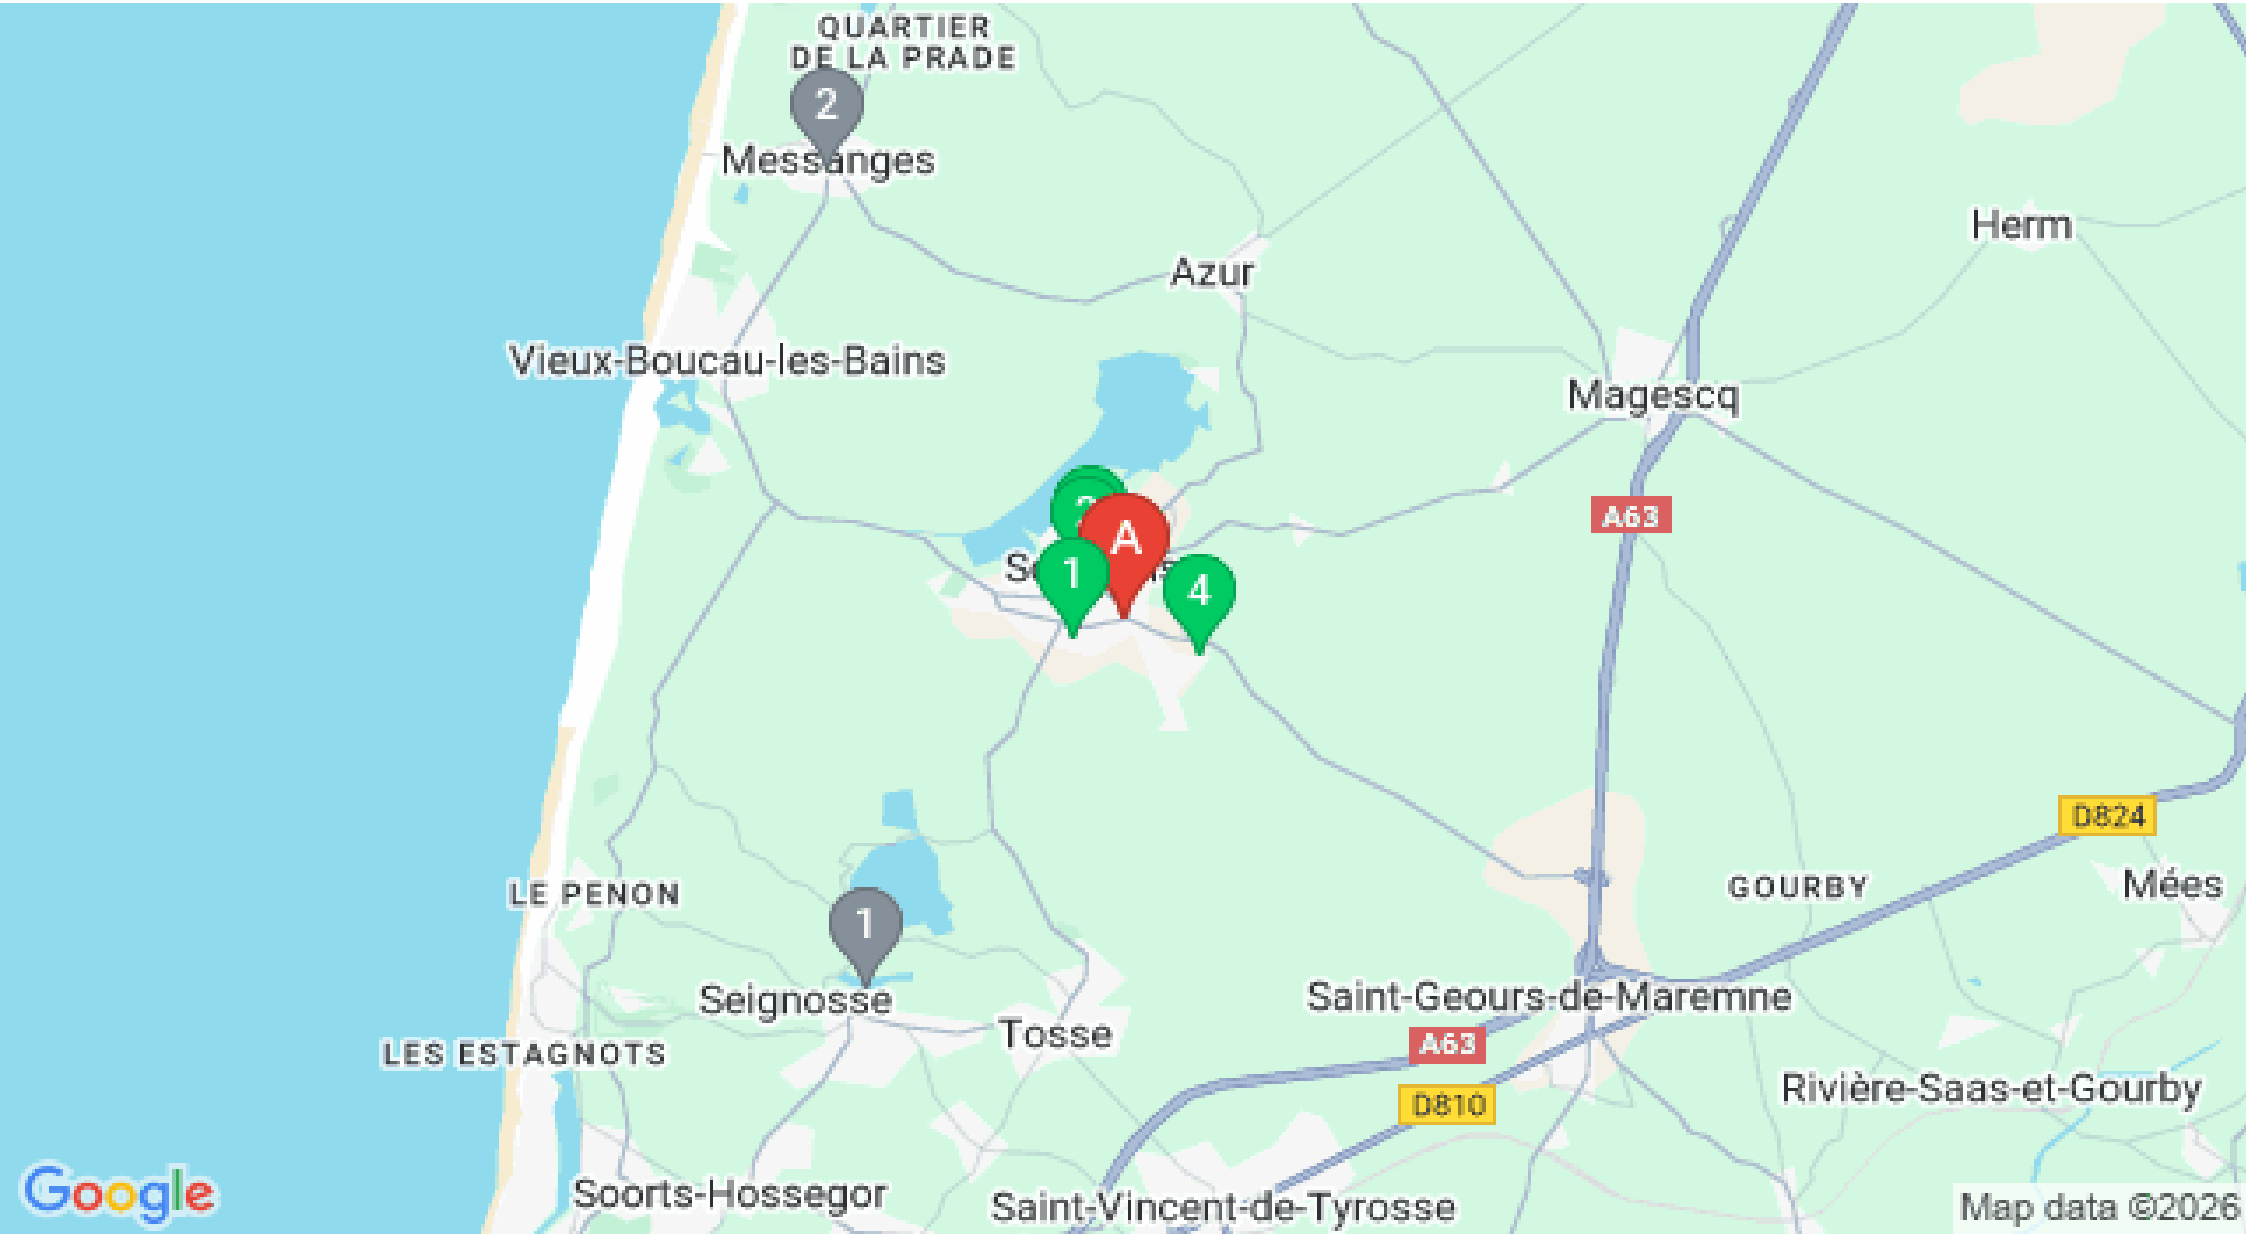 QUARTIER
DE LA PRADE
2
Messanges
Herm
Azur
Vieux-Boucau-les-Bains
Magescq
A63
A
1
4
D824
LE PENON
GOURBY
Mées
1
Seignosse
Saint-Geours-de-Maremne
Tosse
A63
LES ESTAGNOTS
Rivière-Saas-et-Gourby
D810
Soorts-Hossegor
Saint-Vincent-de-Tyrosse
Google
Map data ©2026